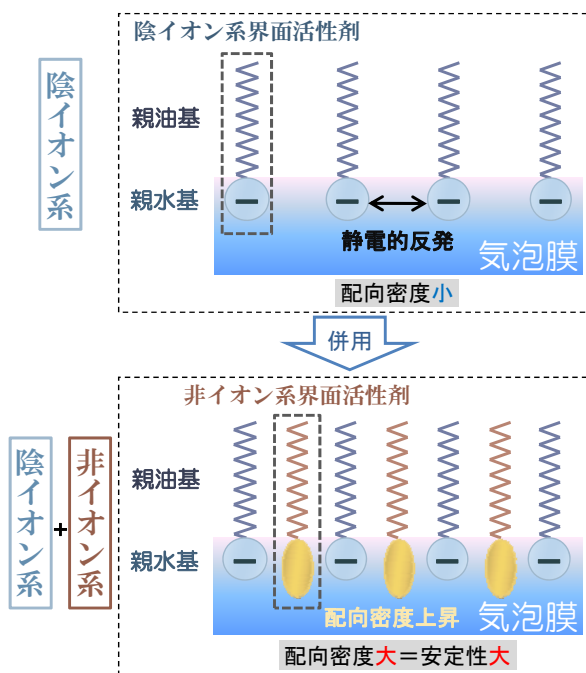 陰イオン系界面活性剤
陰イオン系
親油基
親水基
静電的反発
気泡膜
配向密度小
併用
非イオン系界面活性剤
陰イオン系
+
非イオン系
親油基
親水基
配向密度上昇
気泡膜
配向密度大＝安定性大